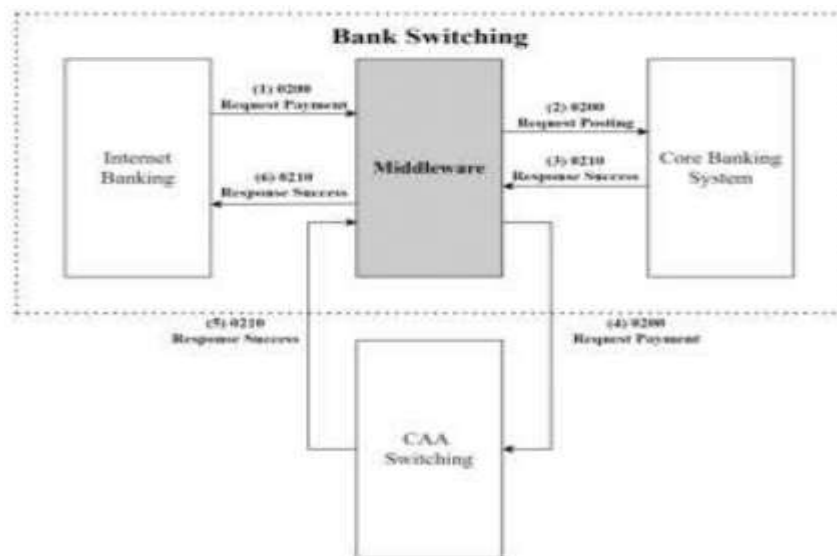 Bank Switching
(1) 0200
Request Payment
(2) 0200
Request Posting
Internet
Banking
Middleware
Core Banking
System
(3) 0210
Response Success
(6) 0210
Response Success
(5) 0210
Response Success
(4) 0200
Request Payment
CAA
Switching